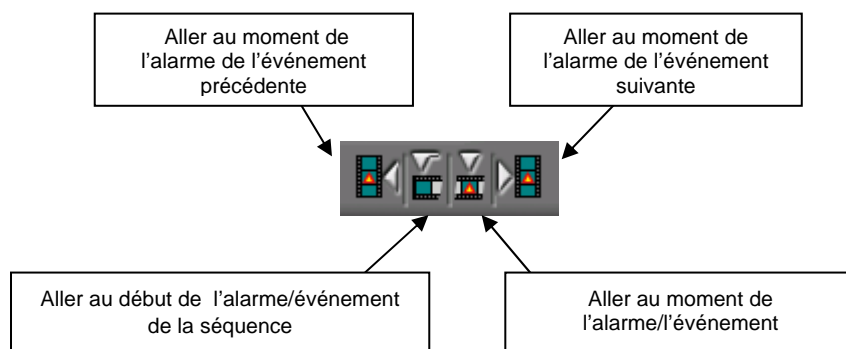 Aller au moment de
l'alarme de l'événement
précédente
Aller au moment de
l'alarme de l'événement
suivante
Aller au début de  l'alarme/événement
de la séquence
Aller au moment de
l'alarme/l'événement